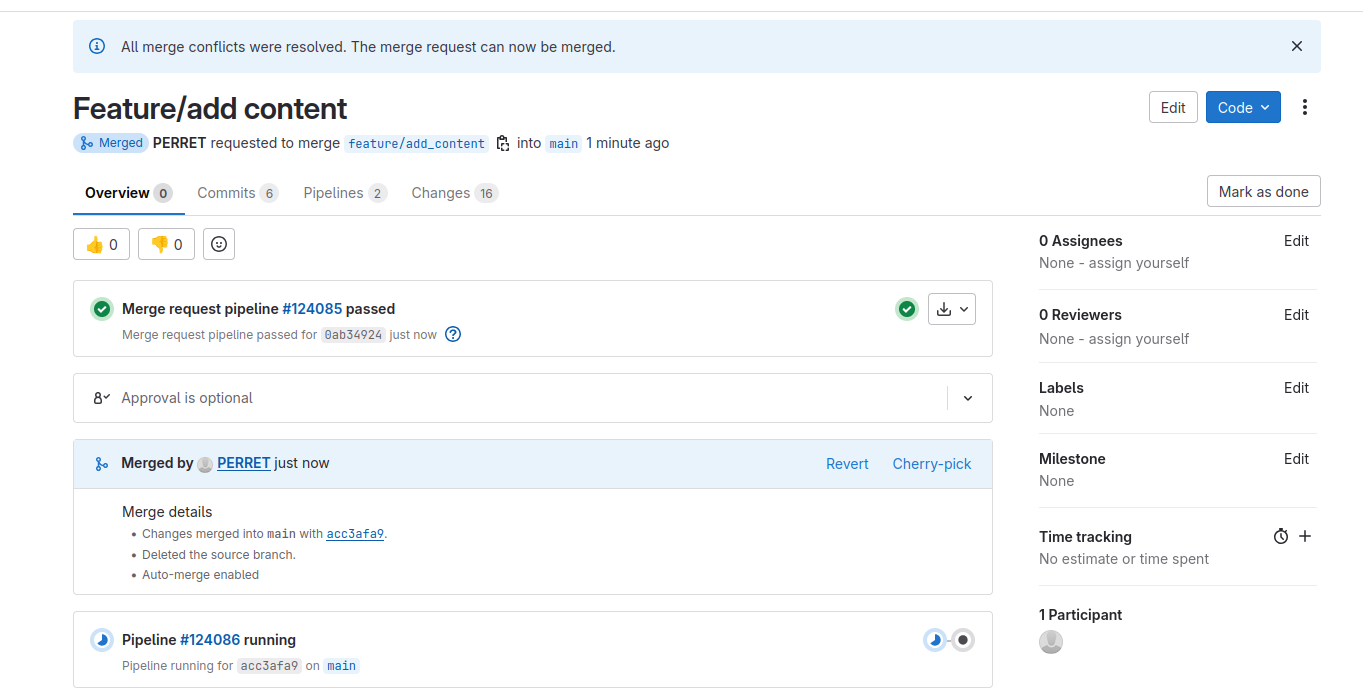 All merge conflicts were resolved. The merge request can now be merged.
Feature/add content
Edit
Code
Merged PERRET requested to merge feature/add_content into main 1 minute ago
Overview 0 Commits 6 Pipelines 2 Changes 16
Mark as done
👍 0 👎 0
Merge request pipeline #124085 passed
Merge request pipeline passed for 0ab34924 just now
Approval is optional
Merged by PERRET just now
Revert Cherry-pick
Merge details
• Changes merged into main with acc3afa9.
• Deleted the source branch.
• Auto-merge enabled
Pipeline #124086 running
Pipeline running for acc3afa9 on main
0 Assignees Edit
None - assign yourself
0 Reviewers Edit
None - assign yourself
Labels Edit
None
Milestone Edit
None
Time tracking
No estimate or time spent
1 Participant